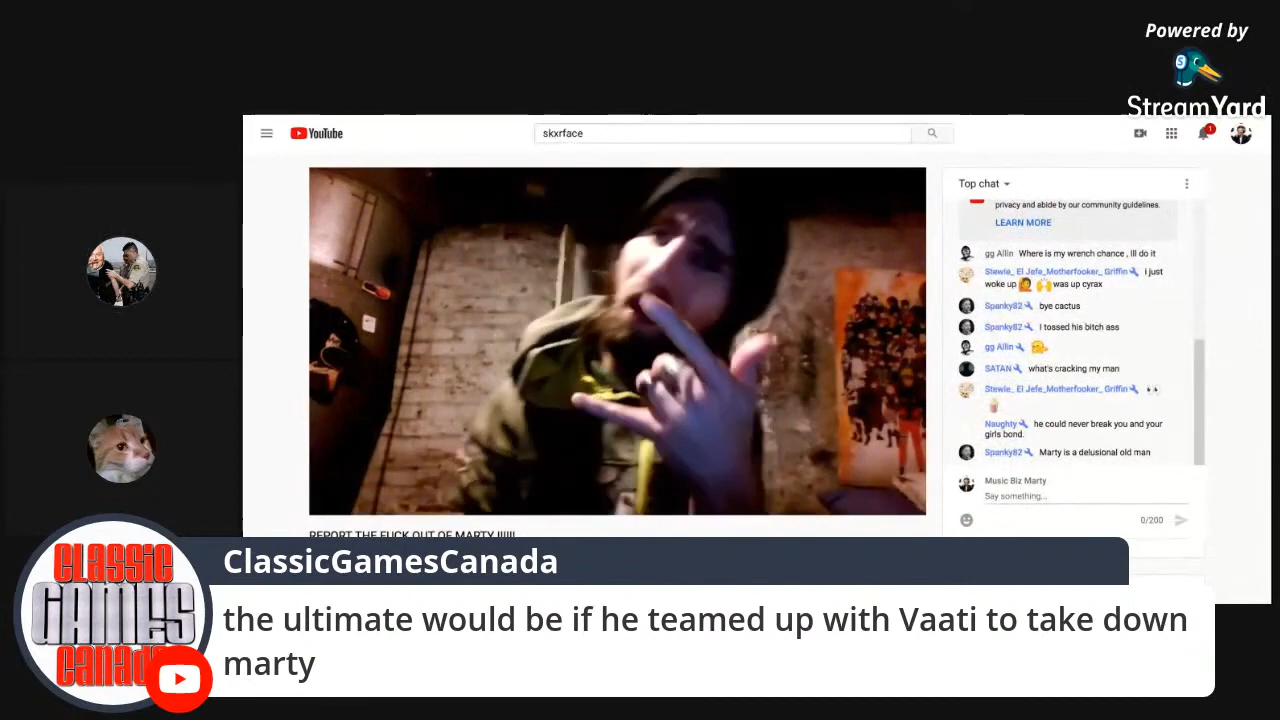 Powered by
StreamYard
YouTube
skxrface
1
Top chat
privacy and abide by our community guidelines.
LEARN MORE
gg Allin Where is my wrench chance , Ill do it
Stewie_ El Jefe_Motherfooker_ Griffin i just
woke up 🙋 🙌 was up cyrax
Spanky82 bye cactus
Spanky82 I tossed his bitch ass
gg Allin 🤗
SATAN what's cracking my man
Stewie_ El Jefe_Motherfooker_ Griffin 👀
🍿
Naughty he could never break you and your
girls bond.
Spanky82 Marty is a delusional old man
Music Biz Marty
Say something...
0/200
REPORT THE FUCK OUT OF MARTY !!!!!!
CLASSIC
GAMES
Canada
ClassicGamesCanada
the ultimate would be if he teamed up with Vaati to take down
marty